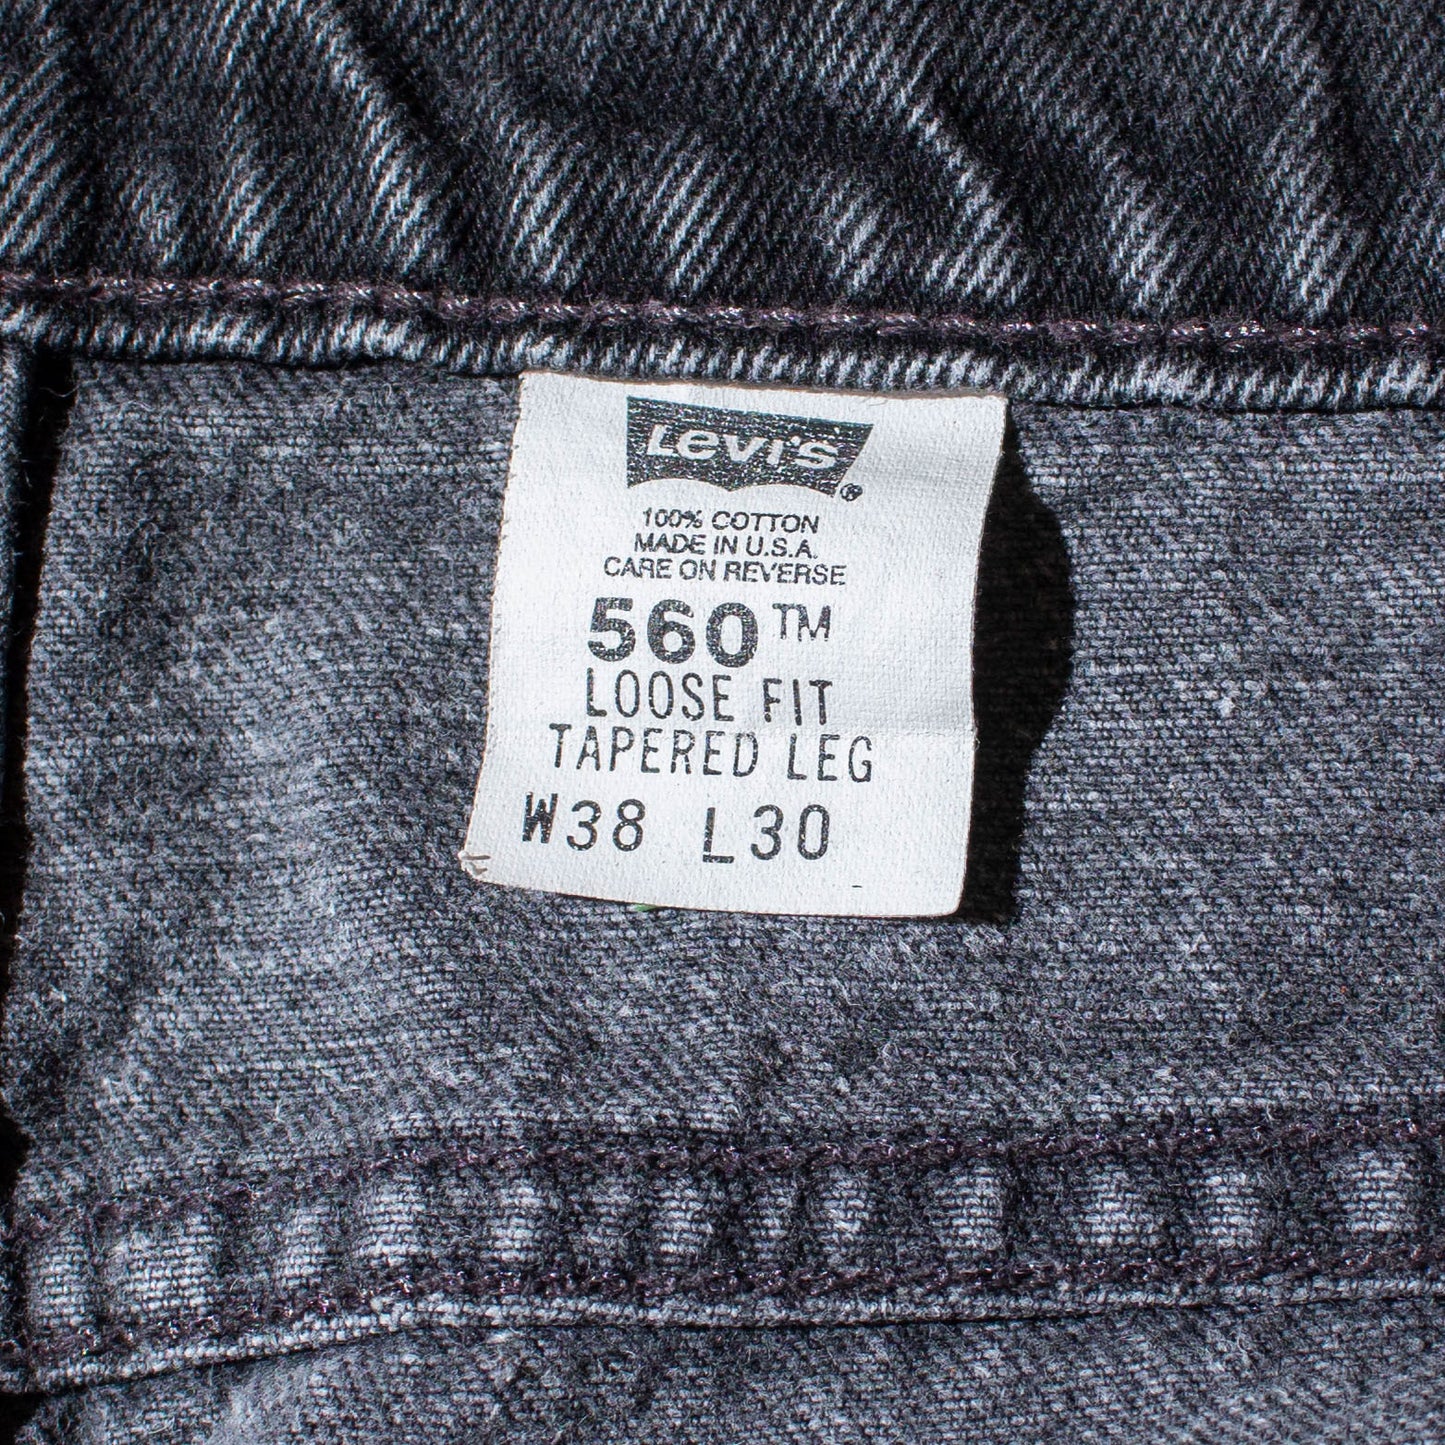 Levi's®
100% COTTON
MADE IN U.S.A.
CARE ON REVERSE
560™
LOOSE FIT
TAPERED LEG
W38 L30